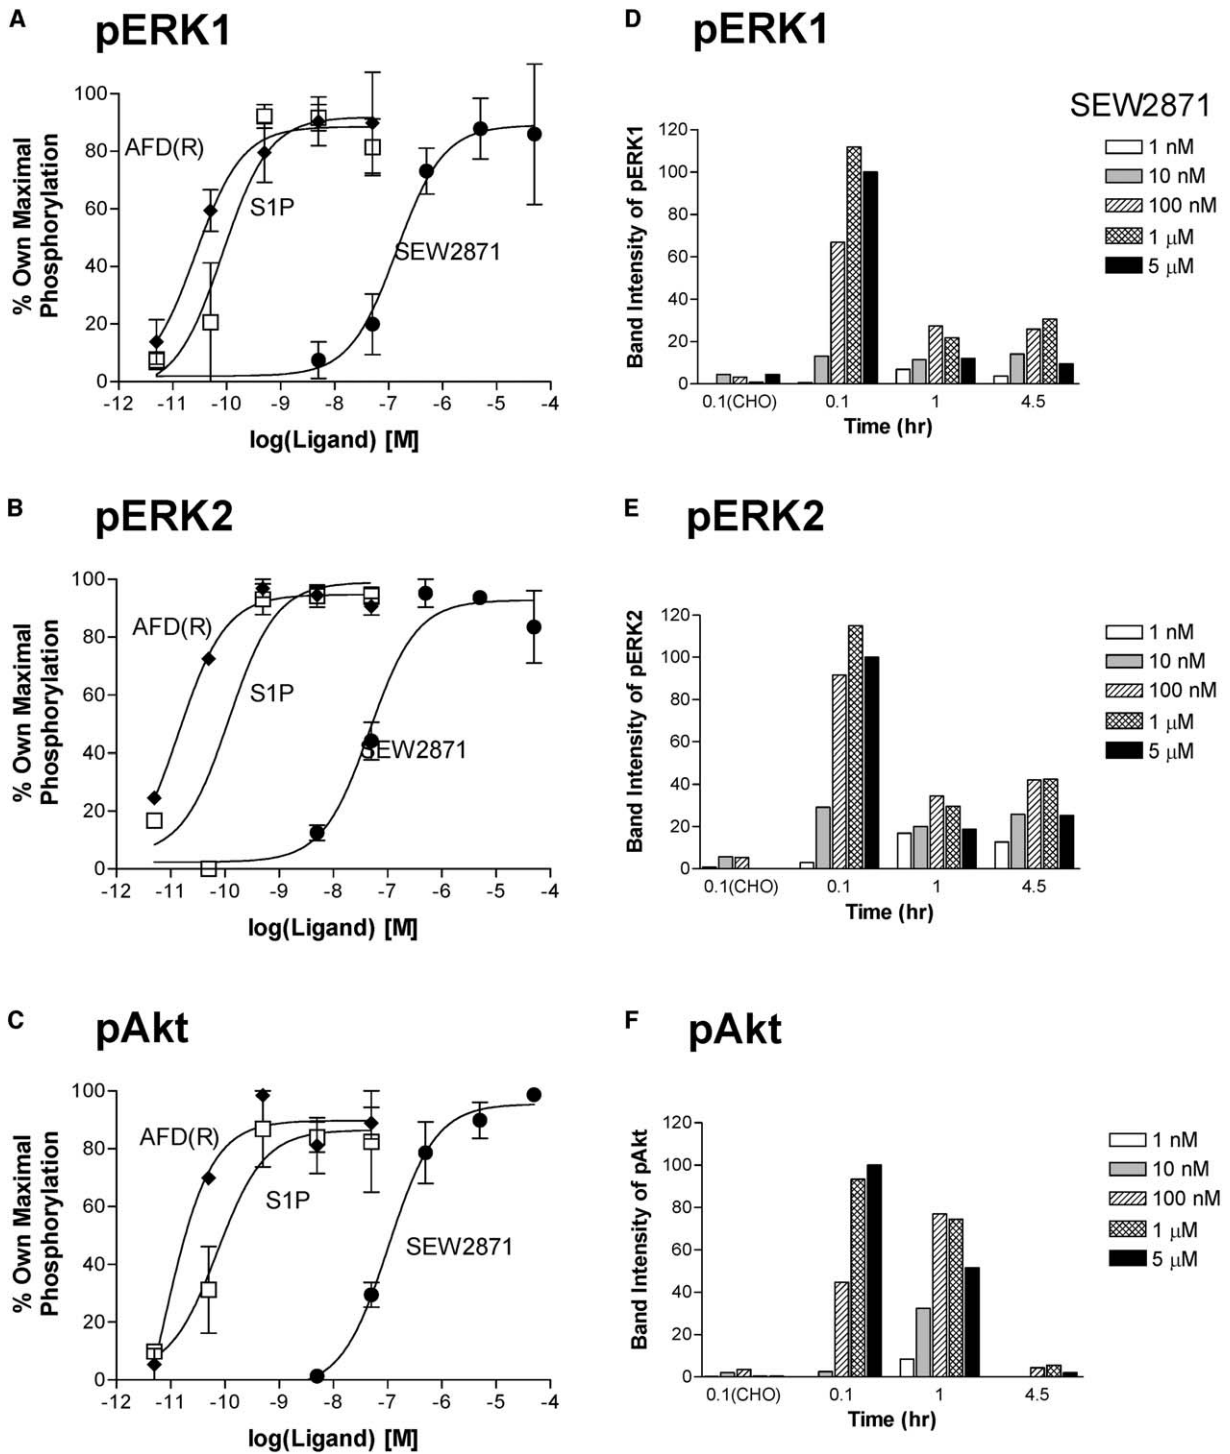 A pERK1
% Own Maximal
Phosphorylation
100
80
60
40
20
0
AFD(R)
S1P
SEW2871
-12 -11 -10 -9 -8 -7 -6 -5 -4
log(Ligand) [M]
D pERK1
SEW2871
Band Intensity of pERK1
120
100
80
60
40
20
0
1 nM
10 nM
100 nM
1 μM
5 μM
0.1(CHO) 0.1 1 4.5
Time (hr)
B pERK2
% Own Maximal
Phosphorylation
100
80
60
40
20
0
AFD(R)
S1P
SEW2871
-12 -11 -10 -9 -8 -7 -6 -5 -4
log(Ligand) [M]
E pERK2
Band Intensity of pERK2
120
100
80
60
40
20
0
1 nM
10 nM
100 nM
1 μM
5 μM
0.1(CHO) 0.1 1 4.5
Time (hr)
C pAkt
% Own Maximal
Phosphorylation
100
80
60
40
20
0
AFD(R)
S1P
SEW2871
-12 -11 -10 -9 -8 -7 -6 -5 -4
log(Ligand) [M]
F pAkt
Band Intensity of pAkt
120
100
80
60
40
20
0
1 nM
10 nM
100 nM
1 μM
5 μM
0.1(CHO) 0.1 1 4.5
Time (hr)